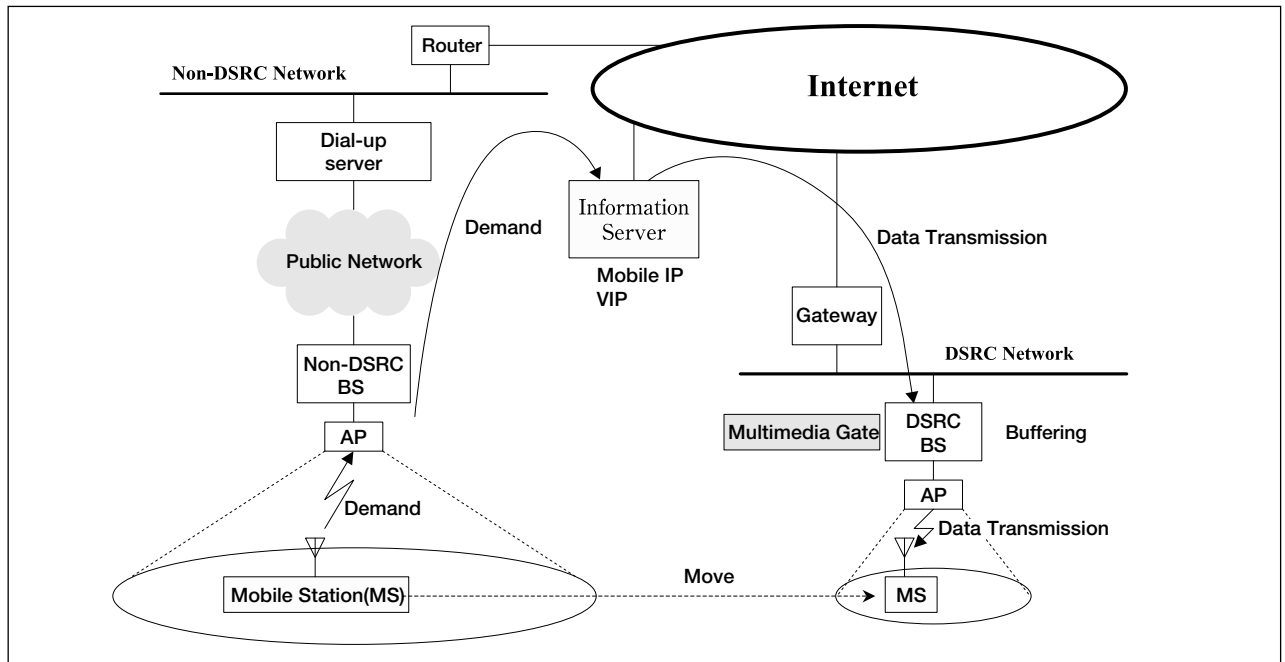 Router
Non-DSRC Network
Internet
Dial-up
server
Information
Server
Demand
Data Transmission
Public Network
Mobile IP
VIP
Gateway
Non-DSRC
BS
DSRC Network
AP
Multimedia Gate
DSRC
BS
Buffering
AP
Demand
Data Transmission
Move
Mobile Station(MS)
MS